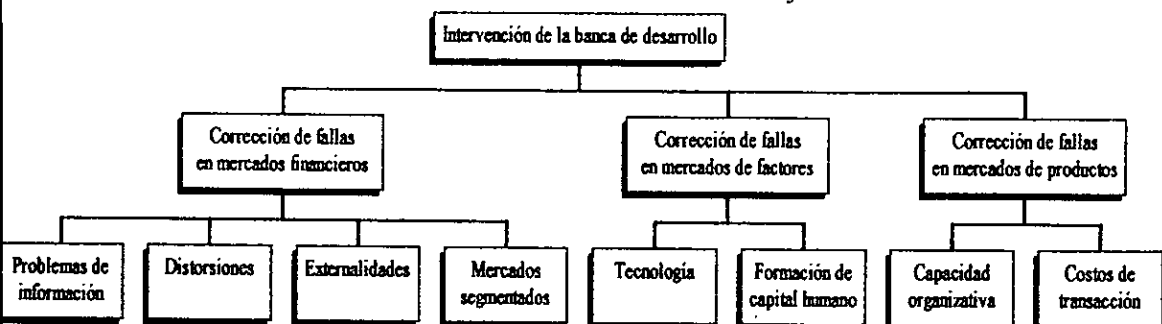 Intervención de la banca de desarrollo
Corrección de fallas
en mercados financieros
Corrección de fallas
en mercados de factores
Corrección de fallas
en mercados de productos
Problemas de
información
Distorsiones
Externalidades
Mercados
segmentados
Tecnología
Formación de
capital humano
Capacidad
organizativa
Costos de
transacción